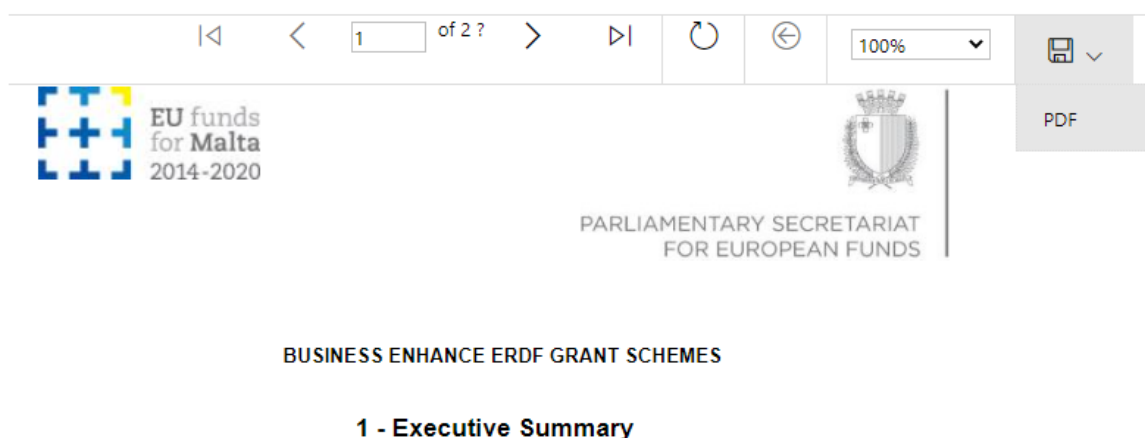 1 of 2 ? 100%
PDF
EU funds
for Malta
2014-2020
PARLIAMENTARY SECRETARIAT
FOR EUROPEAN FUNDS
BUSINESS ENHANCE ERDF GRANT SCHEMES
1 - Executive Summary